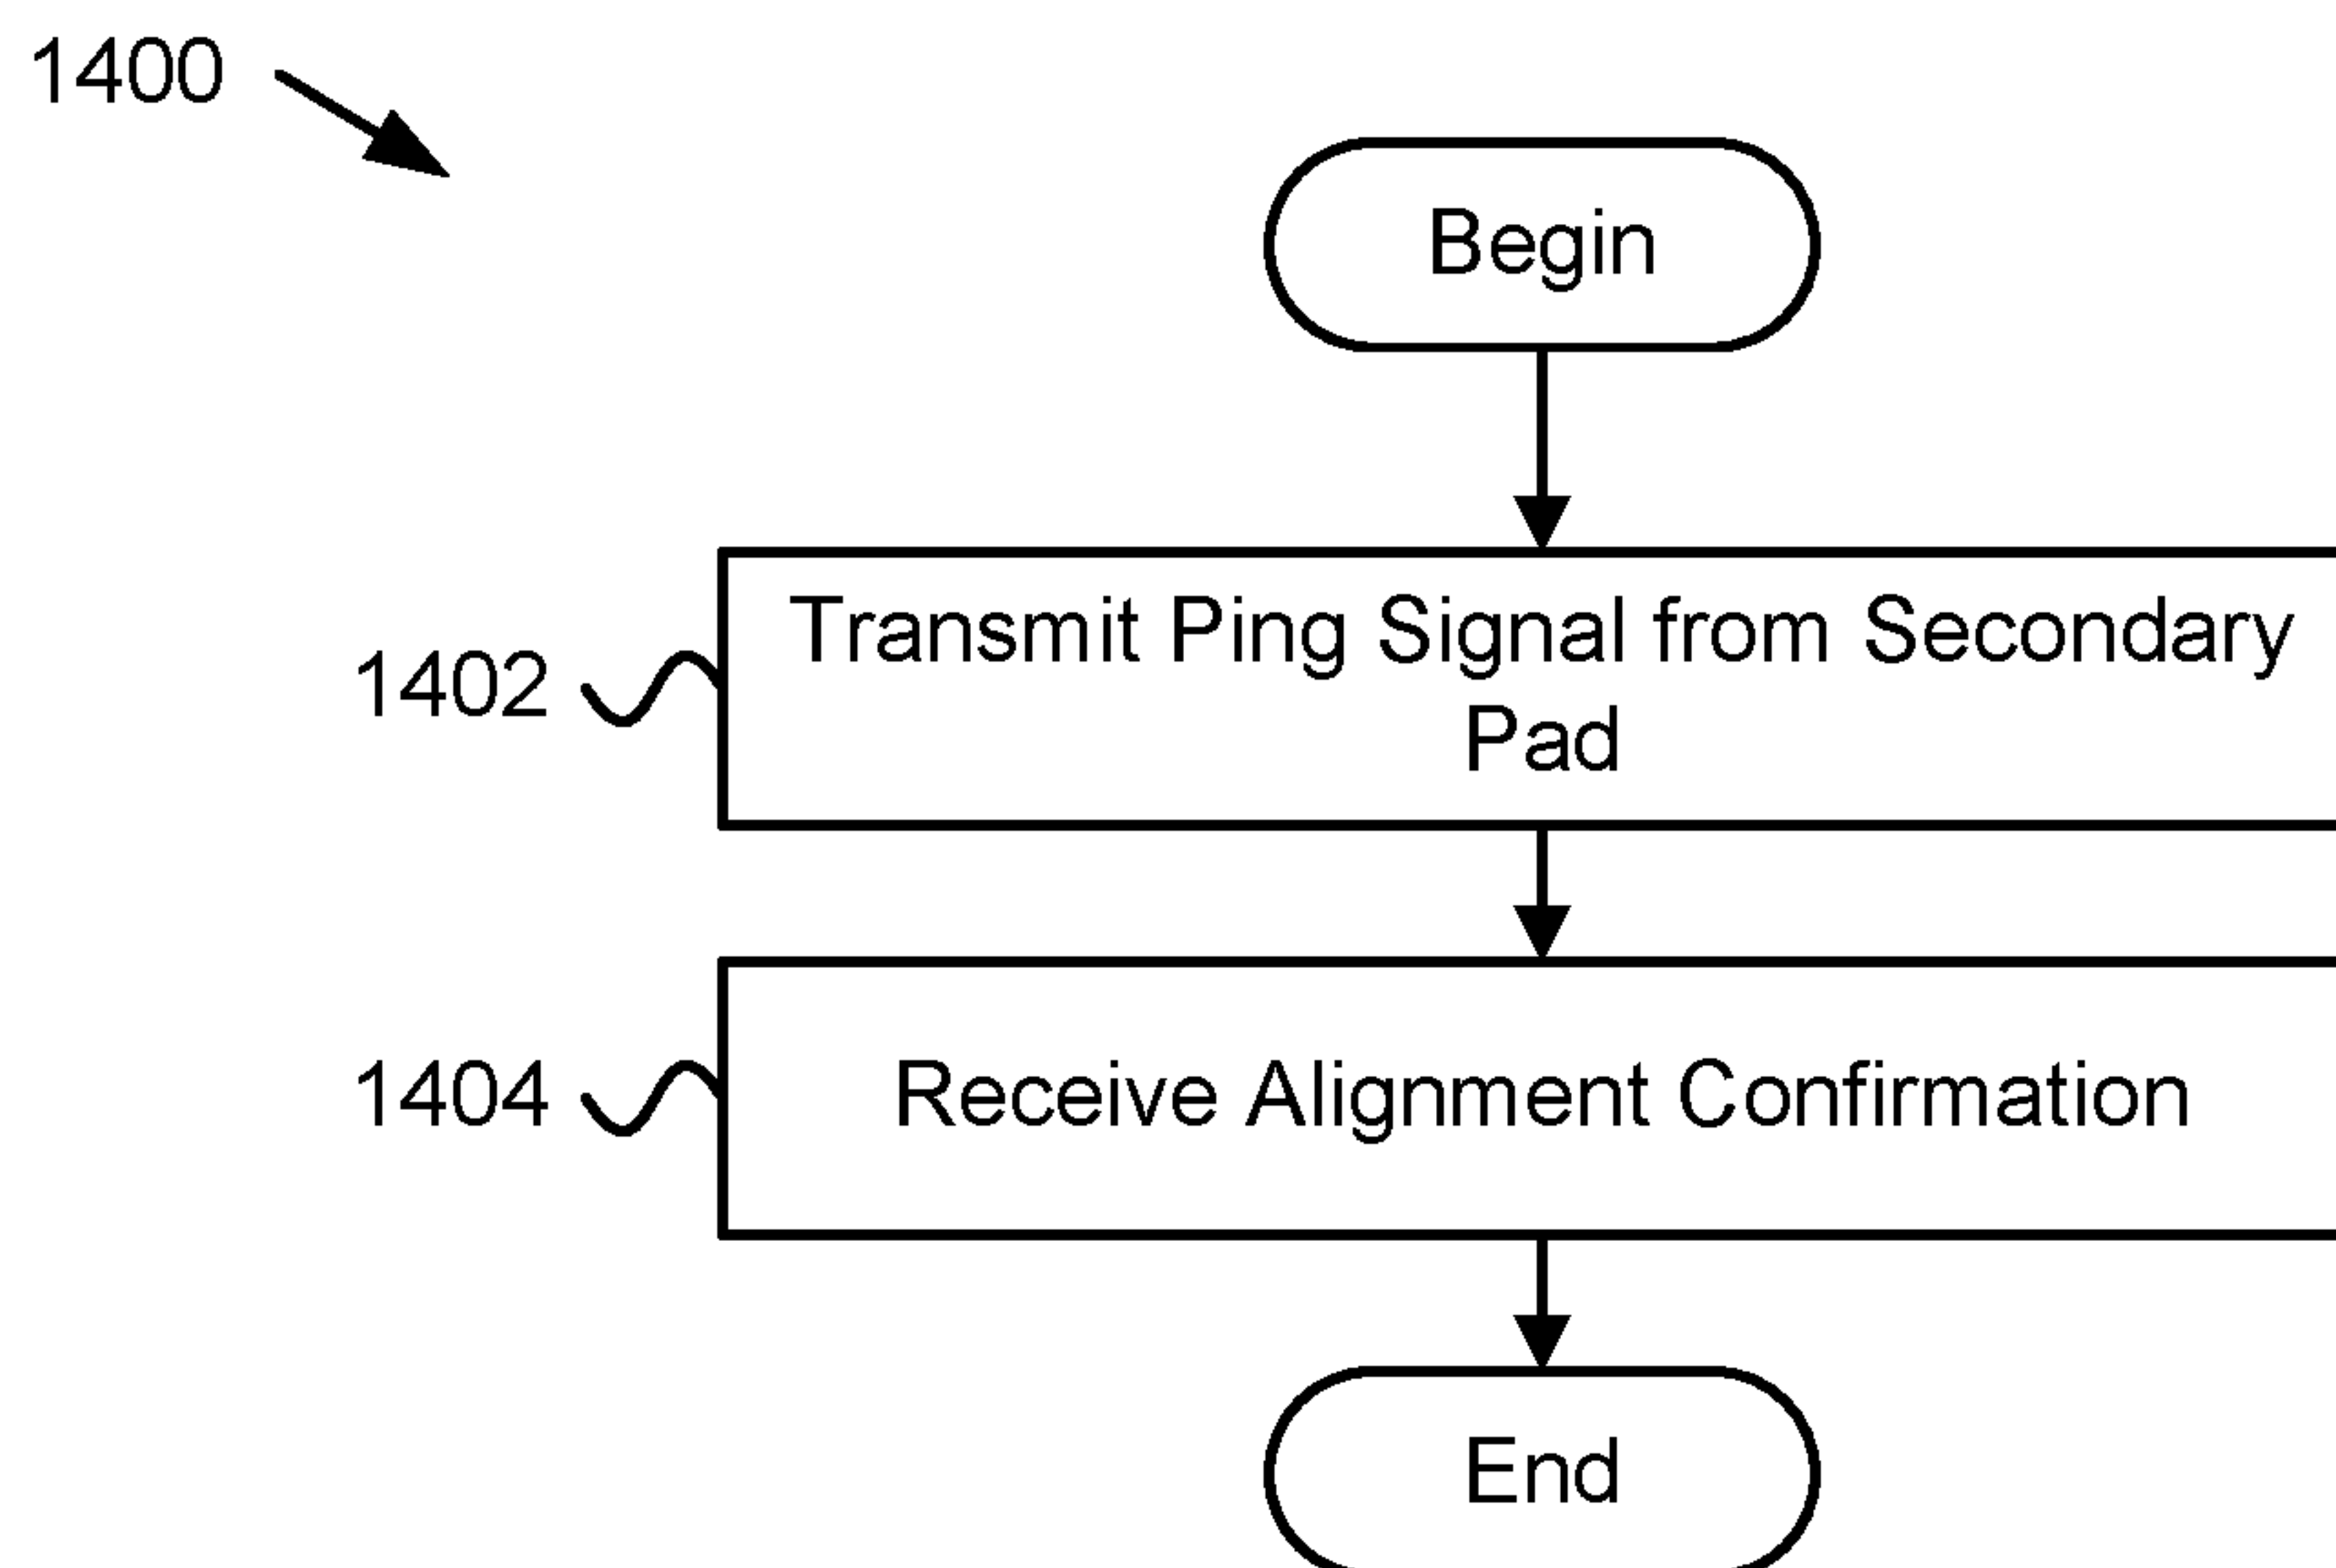 1400
Begin
1402
Transmit Ping Signal from Secondary
Pad
1404
Receive Alignment Confirmation
End